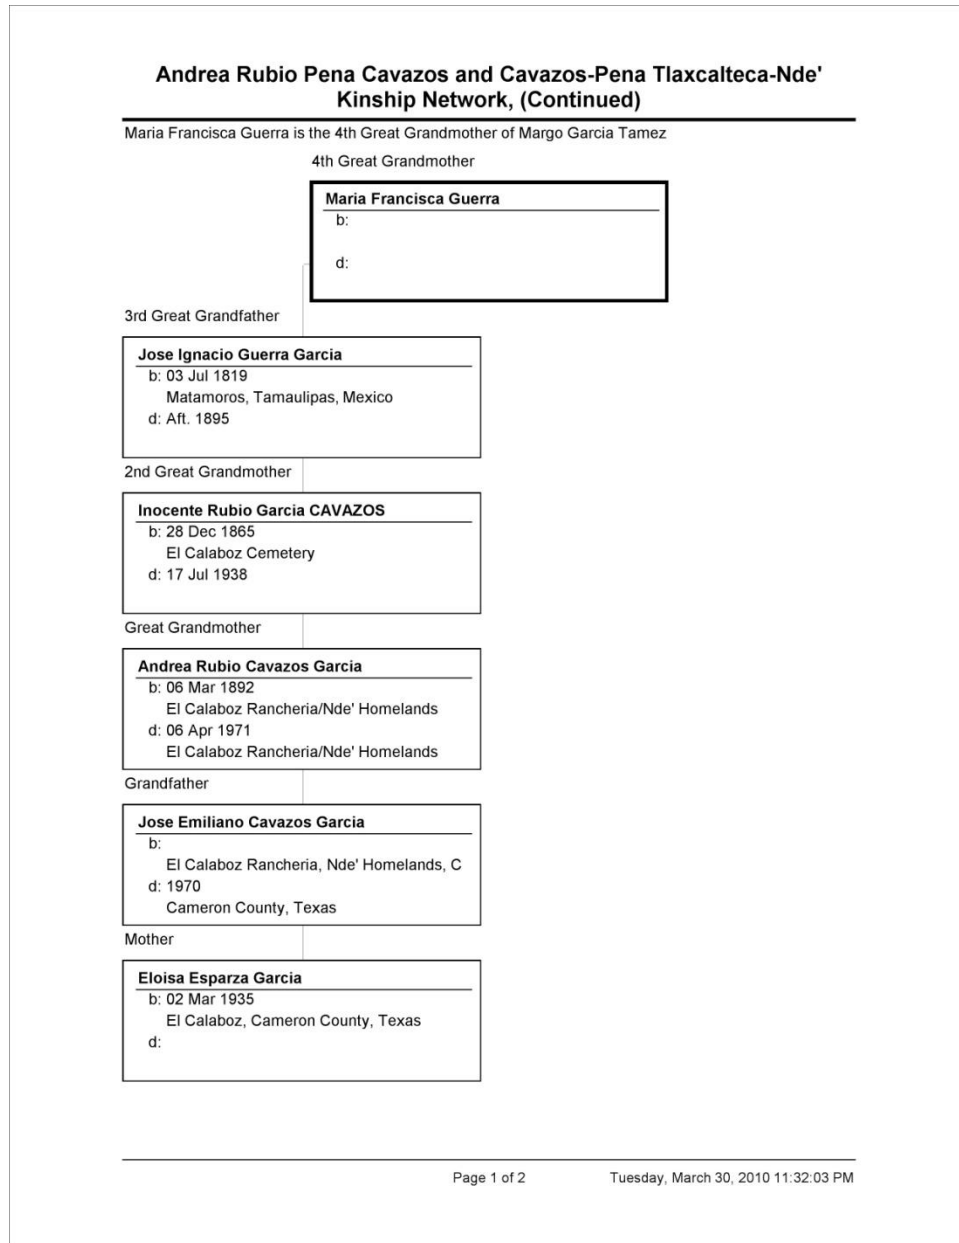 Andrea Rubio Pena Cavazos and Cavazos-Pena Tlaxcalteca-Nde'
Kinship Network, (Continued)
Maria Francisca Guerra is the 4th Great Grandmother of Margo Garcia Tamez
4th Great Grandmother
Maria Francisca Guerra
b:
d:
3rd Great Grandfather
Jose Ignacio Guerra Garcia
b: 03 Jul 1819
Matamoros, Tamaulipas, Mexico
d: Aft. 1895
2nd Great Grandmother
Inocente Rubio Garcia CAVAZOS
b: 28 Dec 1865
El Calaboz Cemetery
d: 17 Jul 1938
Great Grandmother
Andrea Rubio Cavazos Garcia
b: 06 Mar 1892
El Calaboz Rancheria/Nde' Homelands
d: 06 Apr 1971
El Calaboz Rancheria/Nde' Homelands
Grandfather
Jose Emiliano Cavazos Garcia
b:
El Calaboz Rancheria, Nde' Homelands, C
d: 1970
Cameron County, Texas
Mother
Eloisa Esparza Garcia
b: 02 Mar 1935
El Calaboz, Cameron County, Texas
d:
Page 1 of 2 Tuesday, March 30, 2010 11:32:03 PM